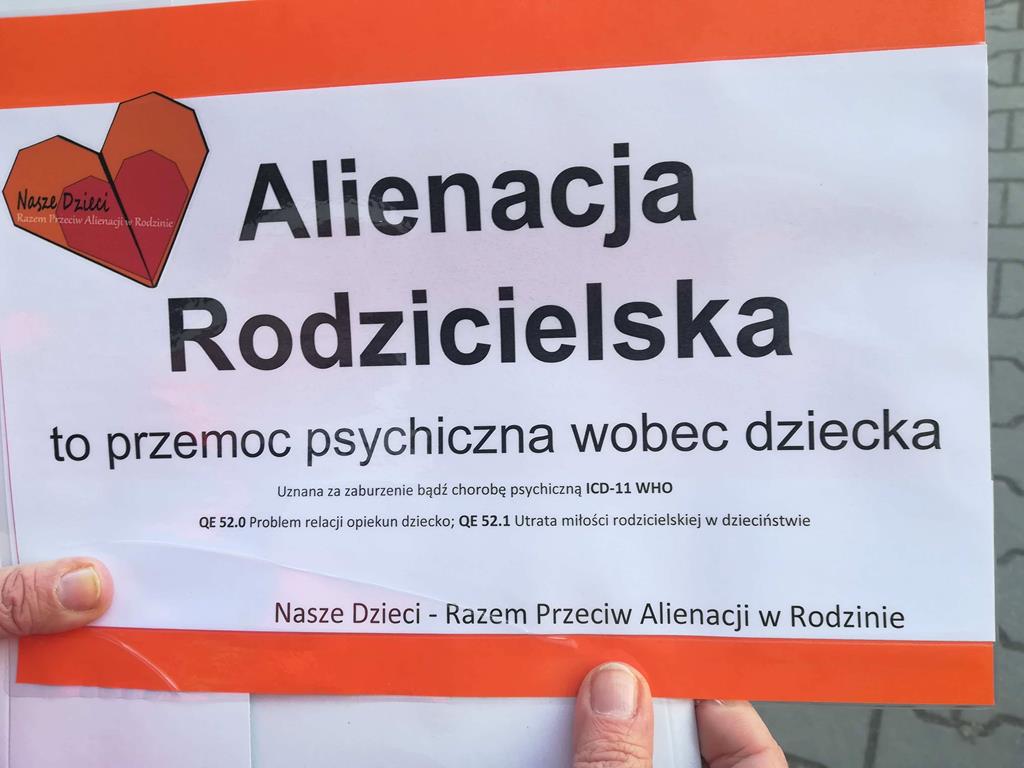 Nasze Dzieci
Razem Przeciw Alienacji w Rodzinie
Alienacja
Rodzicielska
to przemoc psychiczna wobec dziecka
Uznana za zaburzenie bądź chorobę psychiczną ICD-11 WHO
QE 52.0 Problem relacji opiekun dziecko; QE 52.1 Utrata miłości rodzicielskiej w dzieciństwie
Nasze Dzieci - Razem Przeciw Alienacji w Rodzinie